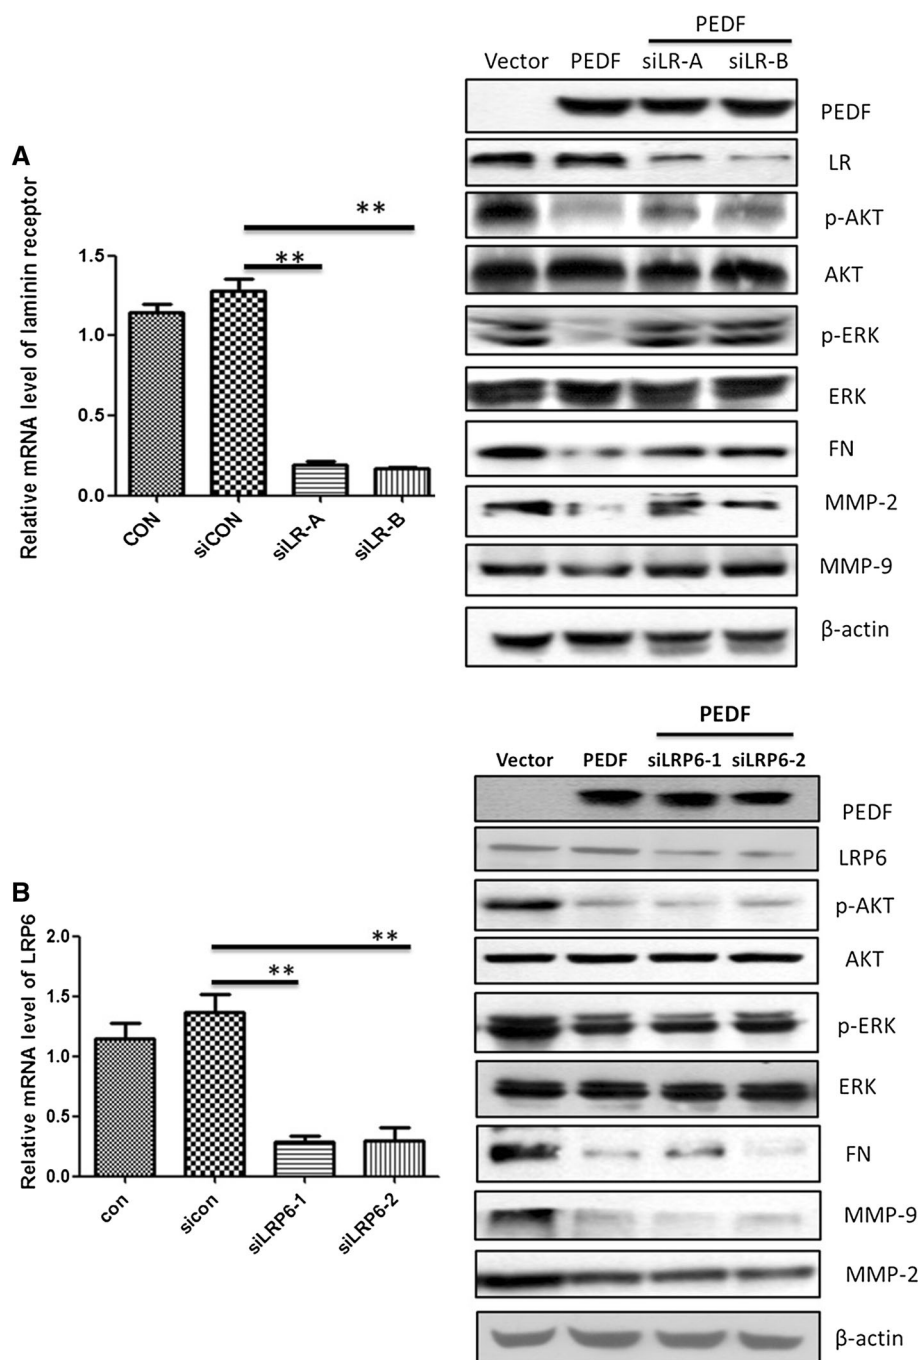 A
Relative mRNA level of laminin receptor
1.5
1.0
0.5
0.0
**
**
CON
siCON
siLR-A
siLR-B
PEDF
Vector PEDF siLR-A siLR-B
PEDF
LR
p-AKT
AKT
p-ERK
ERK
FN
MMP-2
MMP-9
β-actin
B
Relative mRNA level of LRP6
2.0
1.5
1.0
0.5
0.0
**
**
con
sicon
siLRP6-1
siLRP6-2
PEDF
Vector PEDF siLRP6-1 siLRP6-2
PEDF
LRP6
p-AKT
AKT
p-ERK
ERK
FN
MMP-9
MMP-2
β-actin